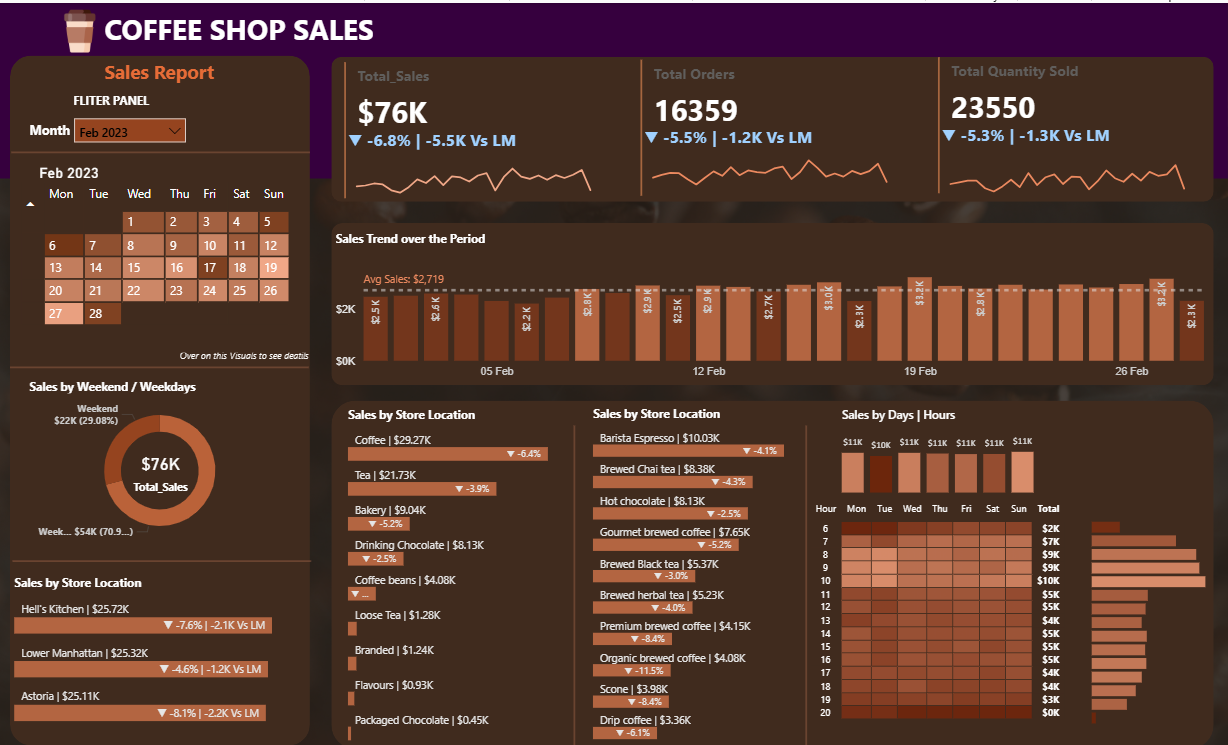 COFFEE SHOP SALES
Sales Report
FLITER PANEL
Month Feb 2023
Feb 2023
Mon Tue Wed Thu Fri Sat Sun
1 2 3 4 5
6 7 8 9 10 11 12
13 14 15 16 17 18 19
20 21 22 23 24 25 26
27 28
Over on this Visuals to see deatils
Sales by Weekend / Weekdays
Weekend
$22K (29.08%)
$76K
Total_Sales
Week... $54K (70.9...)
Sales by Store Location
Hell's Kitchen | $25.72K
-7.6% | -2.1K Vs LM
Lower Manhattan | $25.32K
-4.6% | -1.2K Vs LM
Astoria | $25.11K
-8.1% | -2.2K Vs LM
Total_Sales
$76K
-6.8% | -5.5K Vs LM
Total Orders
16359
-5.5% | -1.2K Vs LM
Total Quantity Sold
23550
-5.3% | -1.3K Vs LM
Sales Trend over the Period
Avg Sales: $2,719
$2K
$0K
$2.5K $2.6K $2.2K $2.8K $2.9K $2.5K $2.9K $2.7K $3.0K $2.3K $3.2K $2.8K $3.2K $2.3K
05 Feb 12 Feb 19 Feb 26 Feb
Sales by Store Location
Coffee | $29.27K
-6.4%
Tea | $21.73K
-3.9%
Bakery | $9.04K
-5.2%
Drinking Chocolate | $8.13K
-2.5%
Coffee beans | $4.08K
...
Loose Tea | $1.28K
Branded | $1.24K
Flavours | $0.93K
Packaged Chocolate | $0.45K
Sales by Store Location
Barista Espresso | $10.03K
-4.1%
Brewed Chai tea | $8.38K
-4.3%
Hot chocolate | $8.13K
-2.5%
Gourmet brewed coffee | $7.65K
-5.2%
Brewed Black tea | $5.37K
-3.0%
Brewed herbal tea | $5.23K
-4.0%
Premium brewed coffee | $4.15K
-8.4%
Organic brewed coffee | $4.08K
-11.5%
Scone | $3.98K
-8.4%
Drip coffee | $3.36K
-6.1%
Sales by Days | Hours
$11K $10K $11K $11K $11K $11K $11K
Hour Mon Tue Wed Thu Fri Sat Sun Total
6 $2K
7 $7K
8 $9K
9 $9K
10 $10K
11 $5K
12 $5K
13 $4K
14 $5K
15 $5K
16 $5K
17 $4K
18 $4K
19 $3K
20 $0K